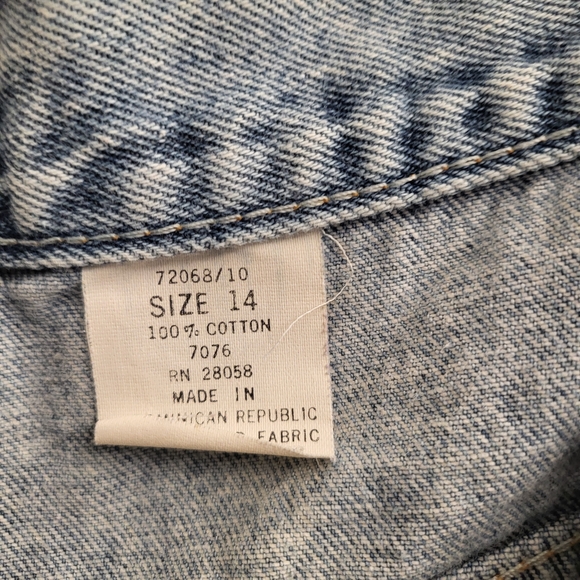 72068/10
SIZE 14
100% COTTON
7076
RN 28058
MADE IN
REPUBLIC
FABRIC